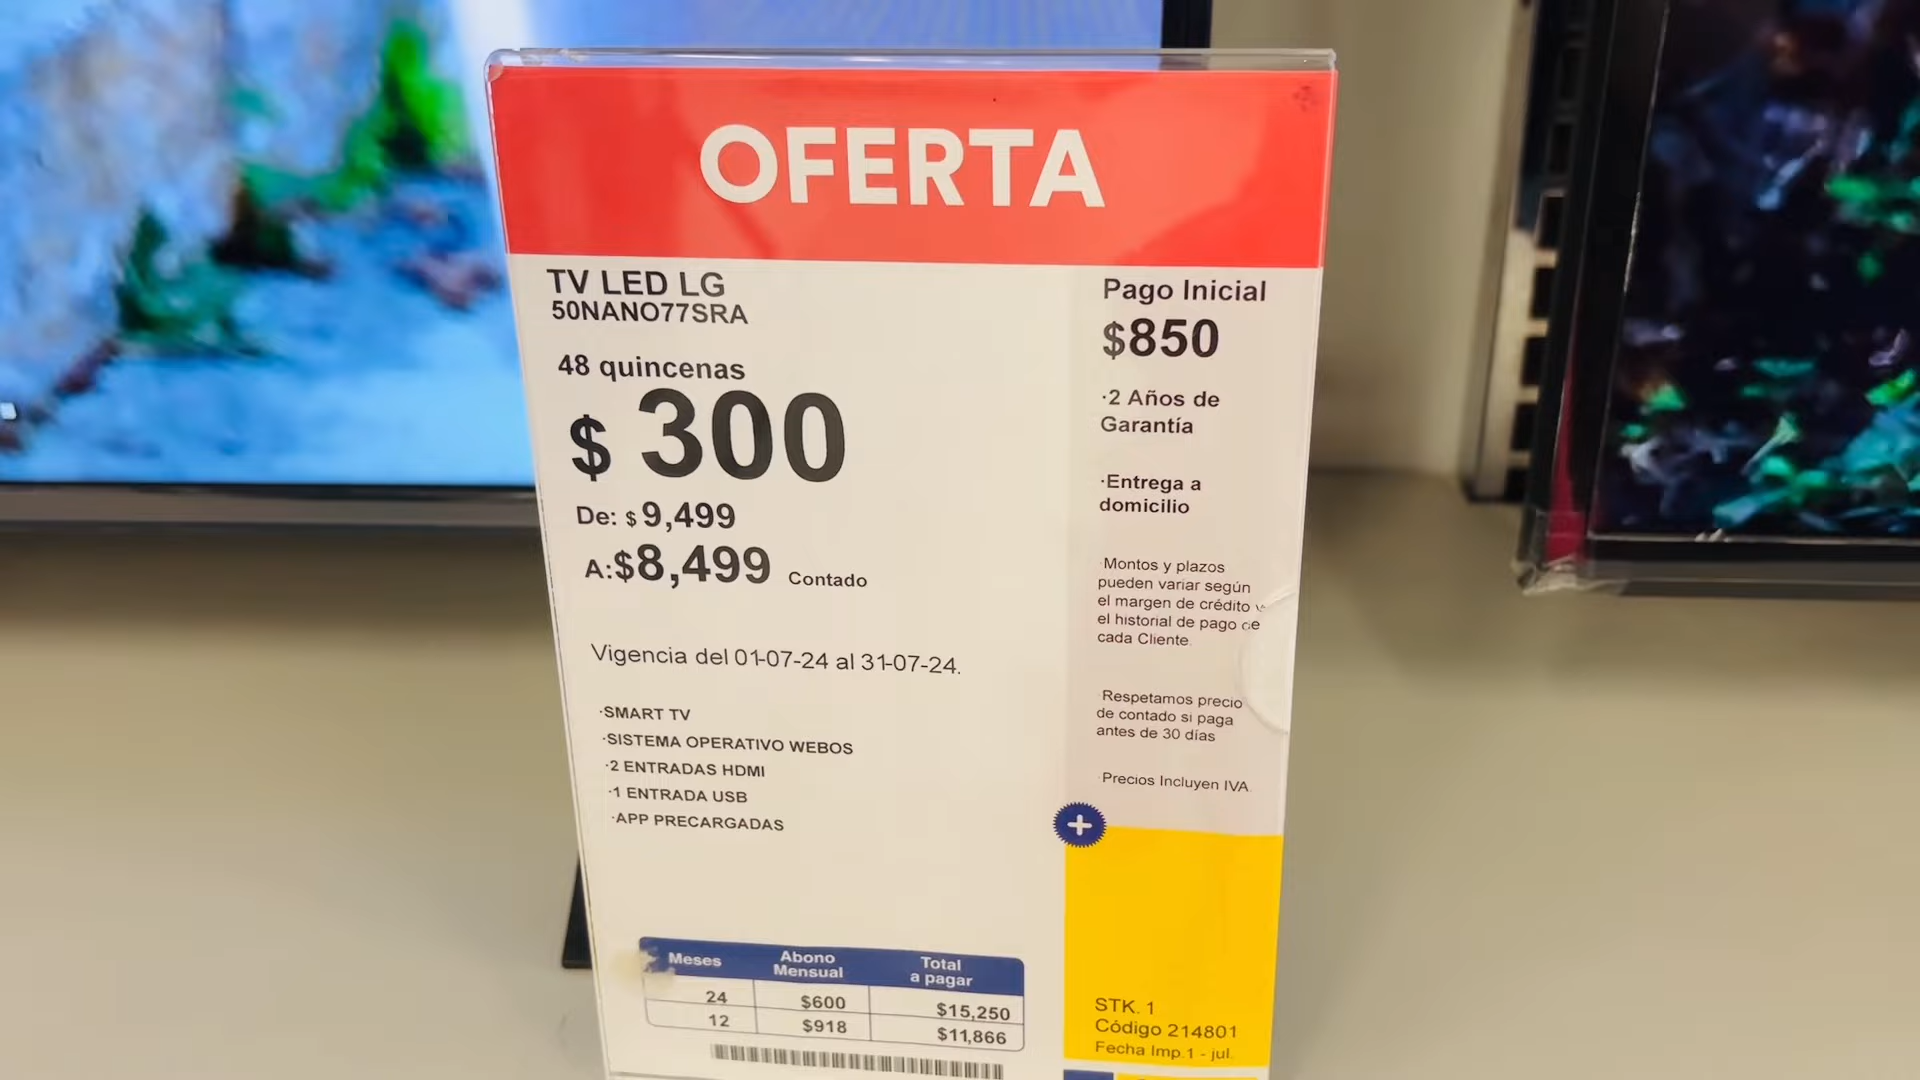 OFERTA
TV LED LG
50NANO77SRA
48 quincenas
$ 300
De: $ 9,499
A:$8,499 Contado
Vigencia del 01-07-24 al 31-07-24.
·SMART TV
·SISTEMA OPERATIVO WEBOS
·2 ENTRADAS HDMI
·1 ENTRADA USB
·APP PRECARGADAS
Meses Abono Mensual Total a pagar
24 $600 $15,250
12 $918 $11,866
Pago Inicial
$850
·2 Años de
Garantía
·Entrega a
domicilio
·Montos y plazos
pueden variar según
el margen de crédito y
el historial de pago de
cada Cliente.
·Respetamos precio
de contado si paga
antes de 30 días
·Precios Incluyen IVA
+
STK. 1
Código 214801
Fecha Imp.1 - jul.